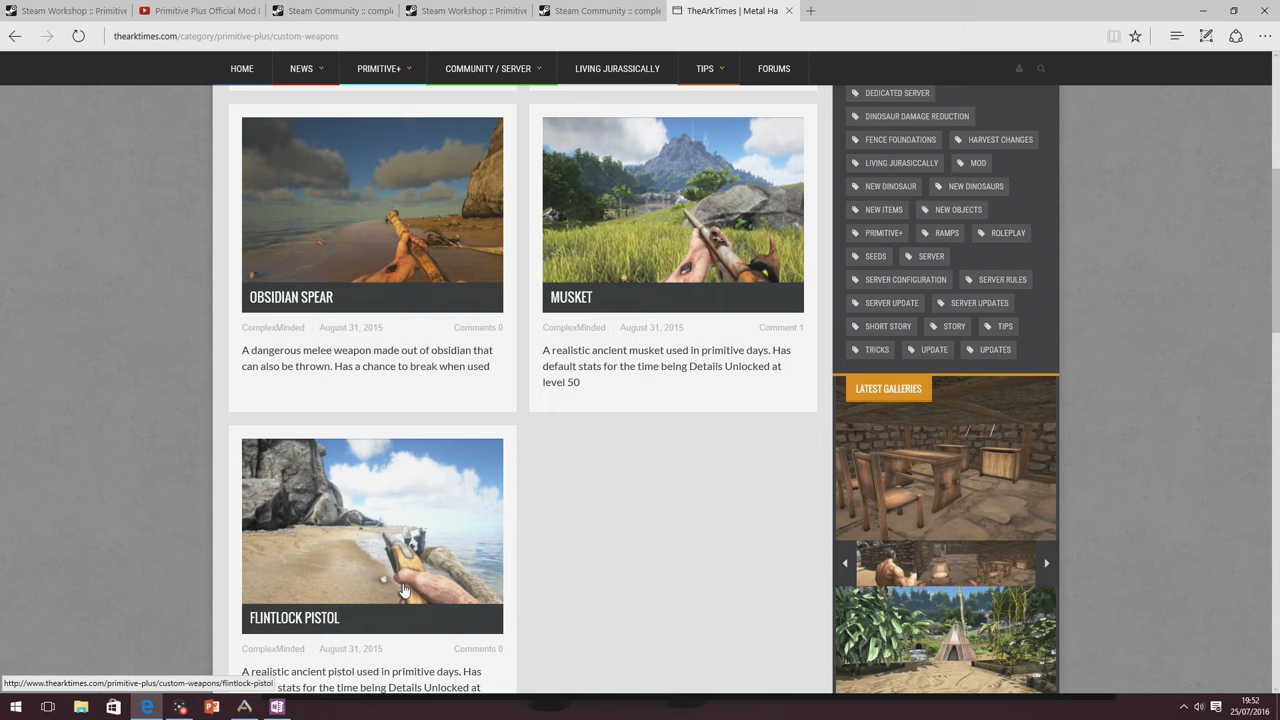 Steam Workshop :: Primitiv
Primitive Plus Official Mod I
Steam Community :: comple
Steam Workshop :: Primitive
Steam Community :: comple
TheArkTimes | Metal Ha
thearktimes.com/category/primitive-plus/custom-weapons
HOME
NEWS
PRIMITIVE+
COMMUNITY / SERVER
LIVING JURASSICALLY
TIPS
FORUMS
OBSIDIAN SPEAR
ComplexMinded
August 31, 2015
Comments 0
A dangerous melee weapon made out of obsidian that
can also be thrown. Has a chance to break when used
MUSKET
ComplexMinded
August 31, 2015
Comment 1
A realistic ancient musket used in primitive days. Has
default stats for the time being Details Unlocked at
level 50
FLINTLOCK PISTOL
ComplexMinded
August 31, 2015
Comments 0
A realistic ancient pistol used in primitive days. Has
stats for the time being Details Unlocked at
DEDICATED SERVER
DINOSAUR DAMAGE REDUCTION
FENCE FOUNDATIONS
HARVEST CHANGES
LIVING JURASICCALLY
MOD
NEW DINOSAUR
NEW DINOSAURS
NEW ITEMS
NEW OBJECTS
PRIMITIVE+
RAMPS
ROLEPLAY
SEEDS
SERVER
SERVER CONFIGURATION
SERVER RULES
SERVER UPDATE
SERVER UPDATES
SHORT STORY
STORY
TIPS
TRICKS
UPDATE
UPDATES
LATEST GALLERIES
http://www.thearktimes.com/primitive-plus/custom-weapons/flintlock-pistol
19:52
25/07/2016